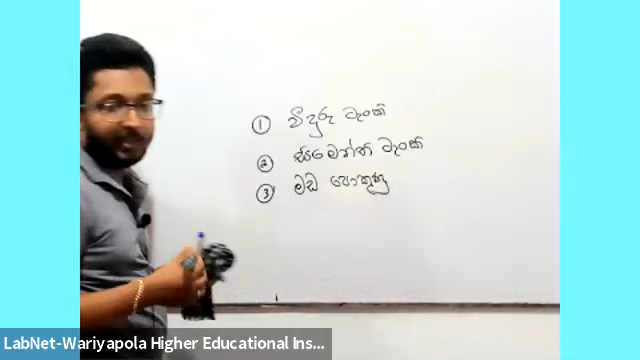 ① වීදුරු ටැංකි
② සිමෙන්ති ටැංකි
③ මඩ පොකුණු
LabNet-Wariyapola Higher Educational Ins...